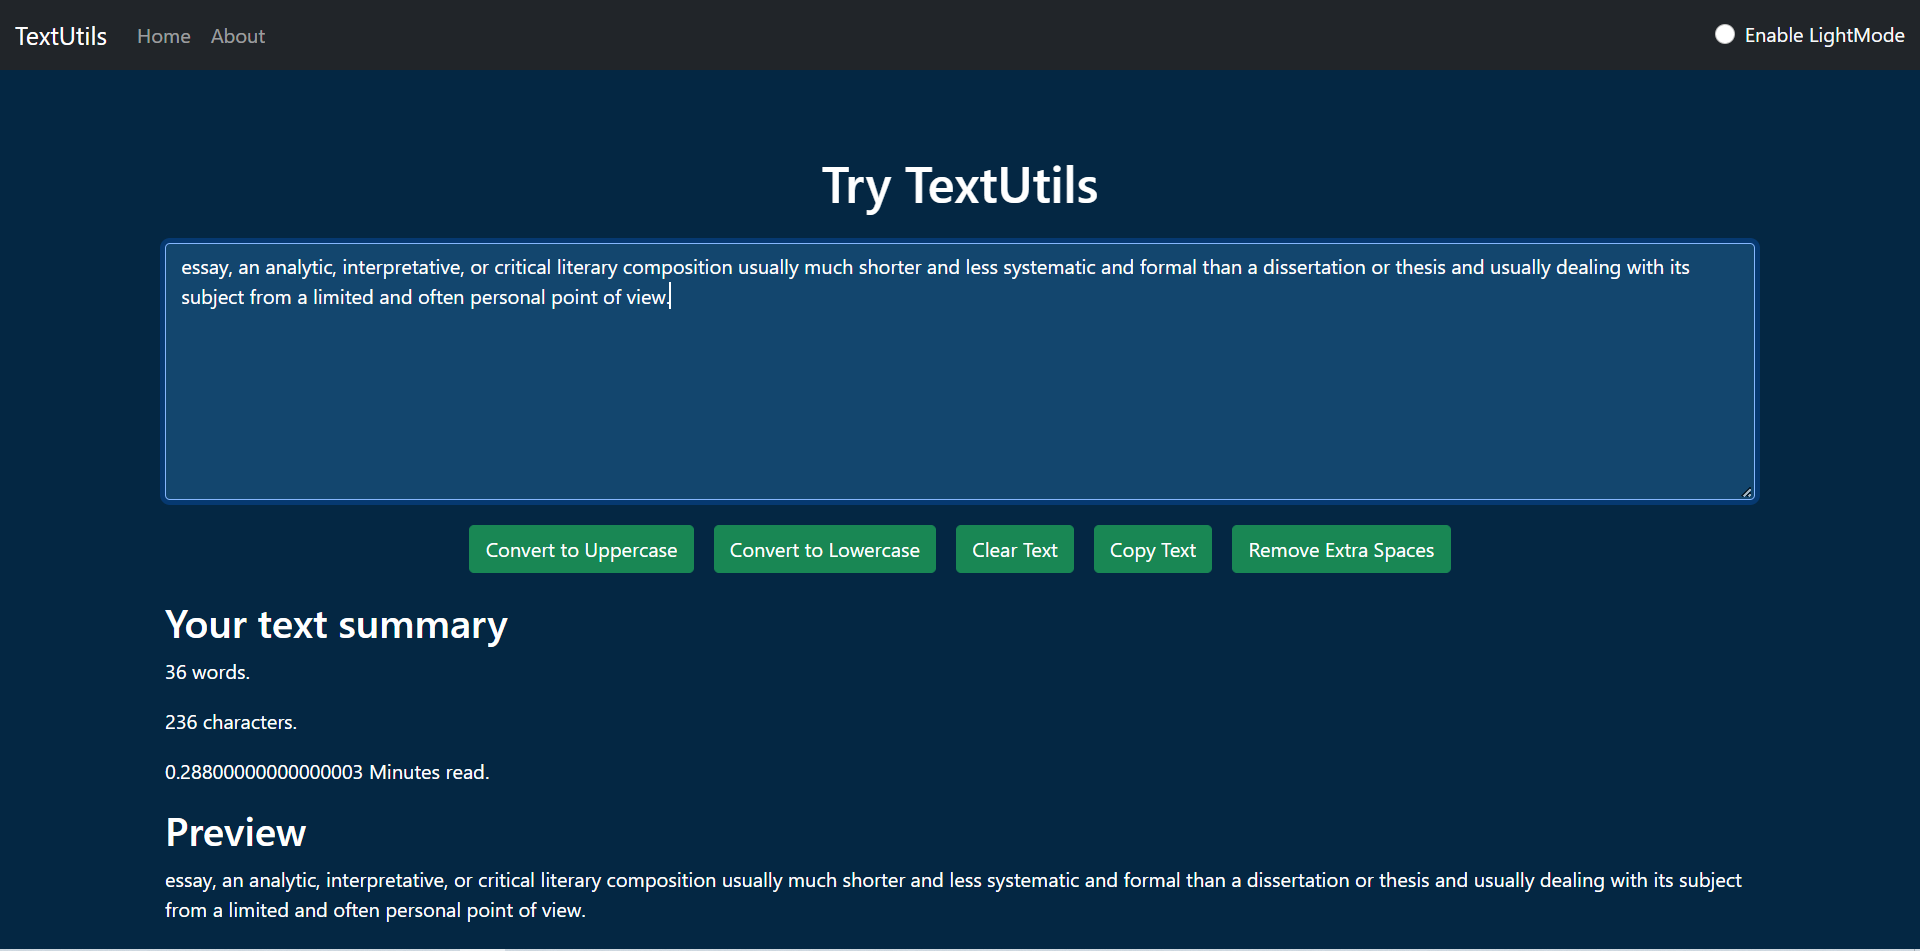 TextUtils Home About Enable LightMode
Try TextUtils
essay, an analytic, interpretative, or critical literary composition usually much shorter and less systematic and formal than a dissertation or thesis and usually dealing with its
subject from a limited and often personal point of view.
Convert to Uppercase Convert to Lowercase Clear Text Copy Text Remove Extra Spaces
Your text summary
36 words.
236 characters.
0.28800000000000003 Minutes read.
Preview
essay, an analytic, interpretative, or critical literary composition usually much shorter and less systematic and formal than a dissertation or thesis and usually dealing with its subject
from a limited and often personal point of view.